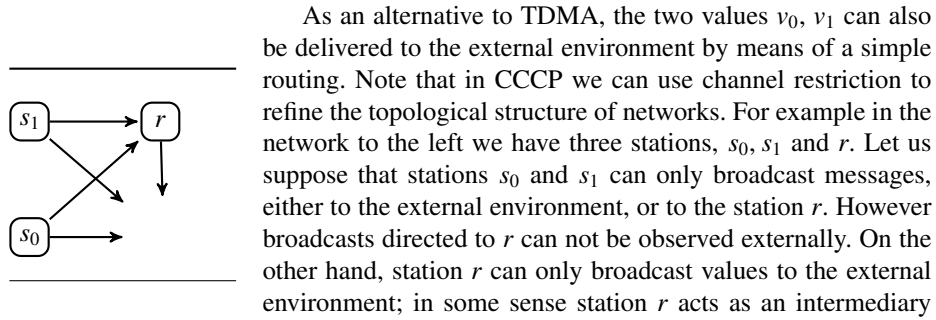 As an alternative to TDMA, the two values v₀, v₁ can also
be delivered to the external environment by means of a simple
routing. Note that in CCCP we can use channel restriction to
refine the topological structure of networks. For example in the
network to the left we have three stations, s₀, s₁ and r. Let us
suppose that stations s₀ and s₁ can only broadcast messages,
either to the external environment, or to the station r. However
broadcasts directed to r can not be observed externally. On the
other hand, station r can only broadcast values to the external
environment; in some sense station r acts as an intermediary
s₁
r
s₀